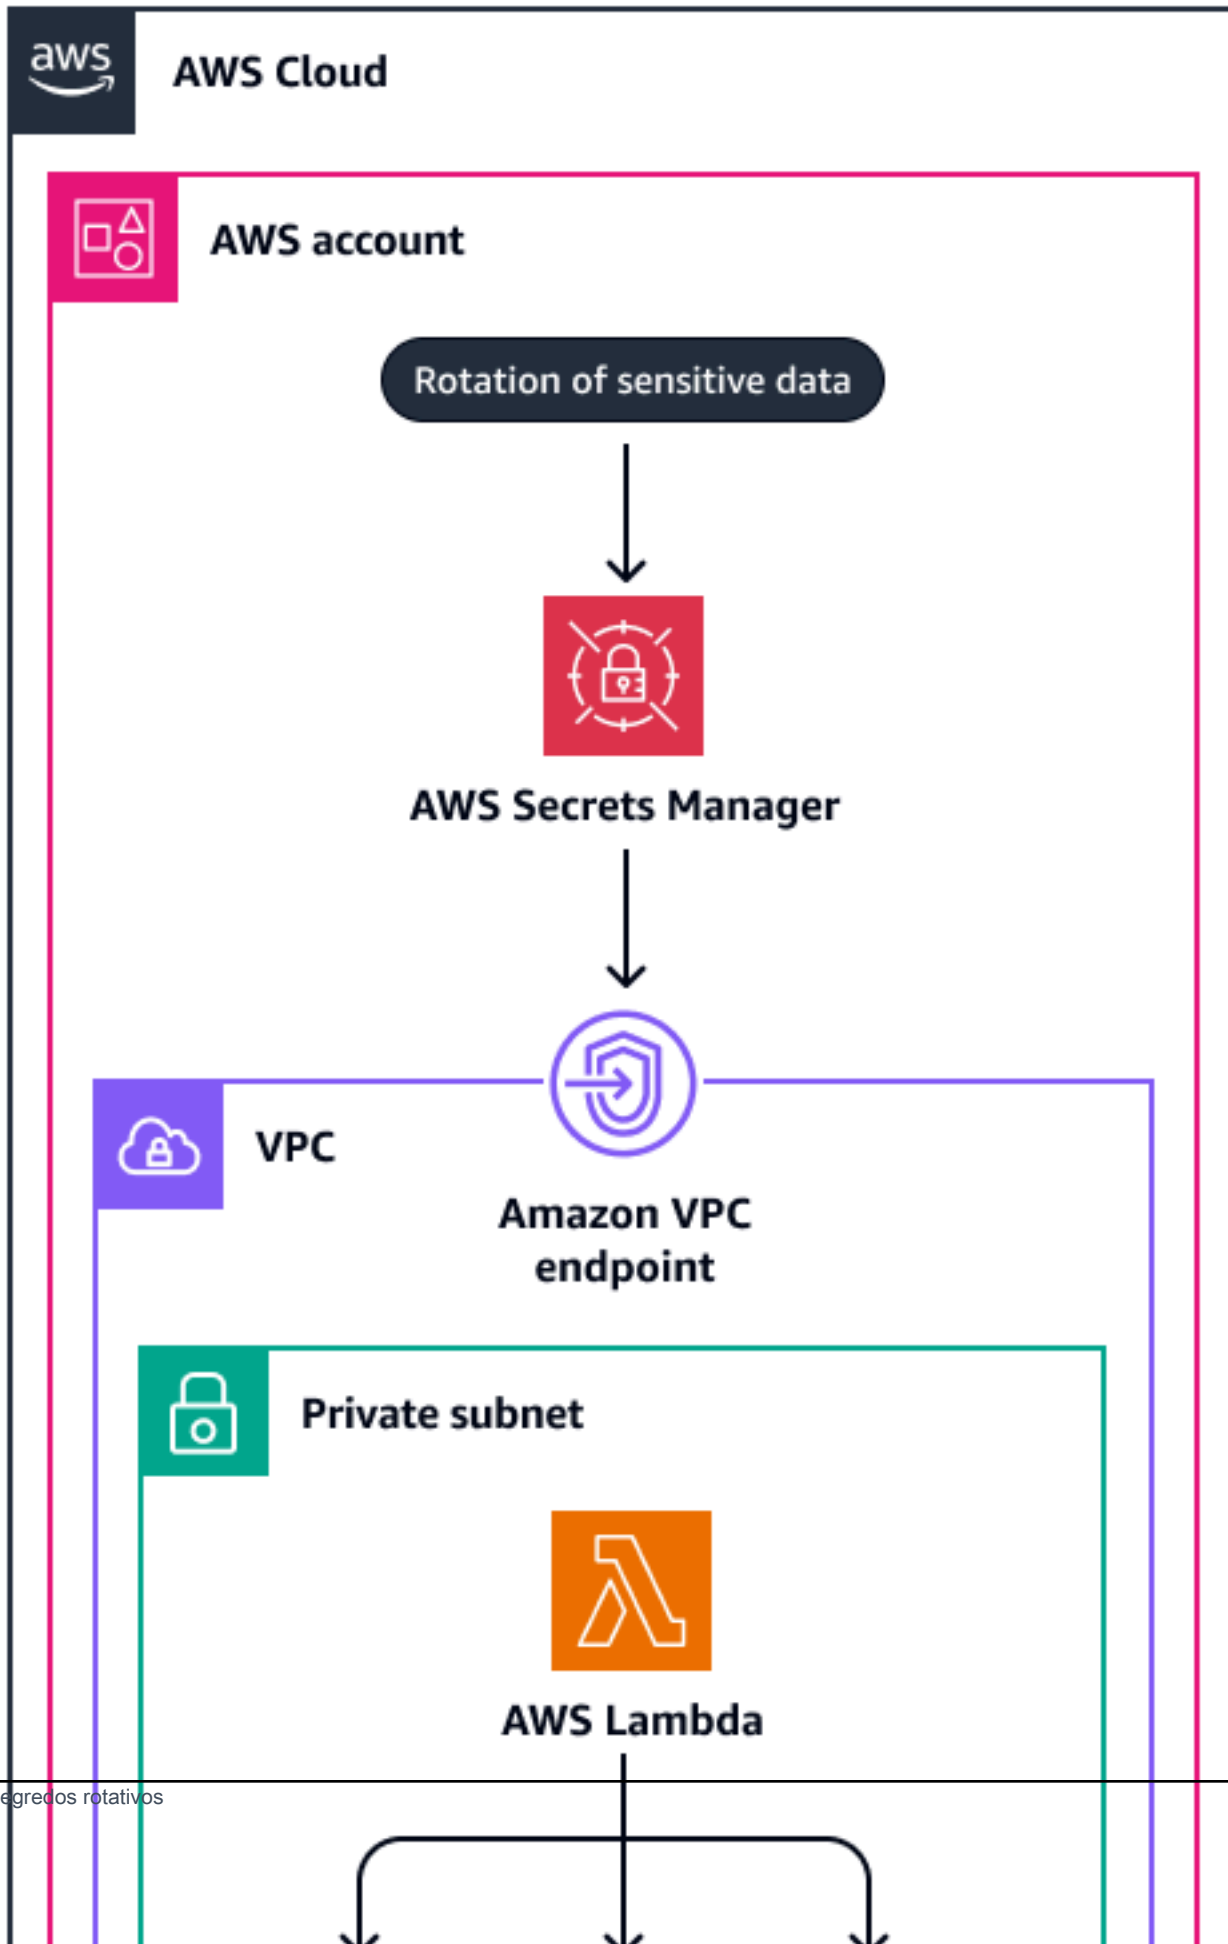 aws
AWS Cloud
AWS account
Rotation of sensitive data
AWS Secrets Manager
VPC
Amazon VPC
endpoint
Private subnet
AWS Lambda
egredos rotativos